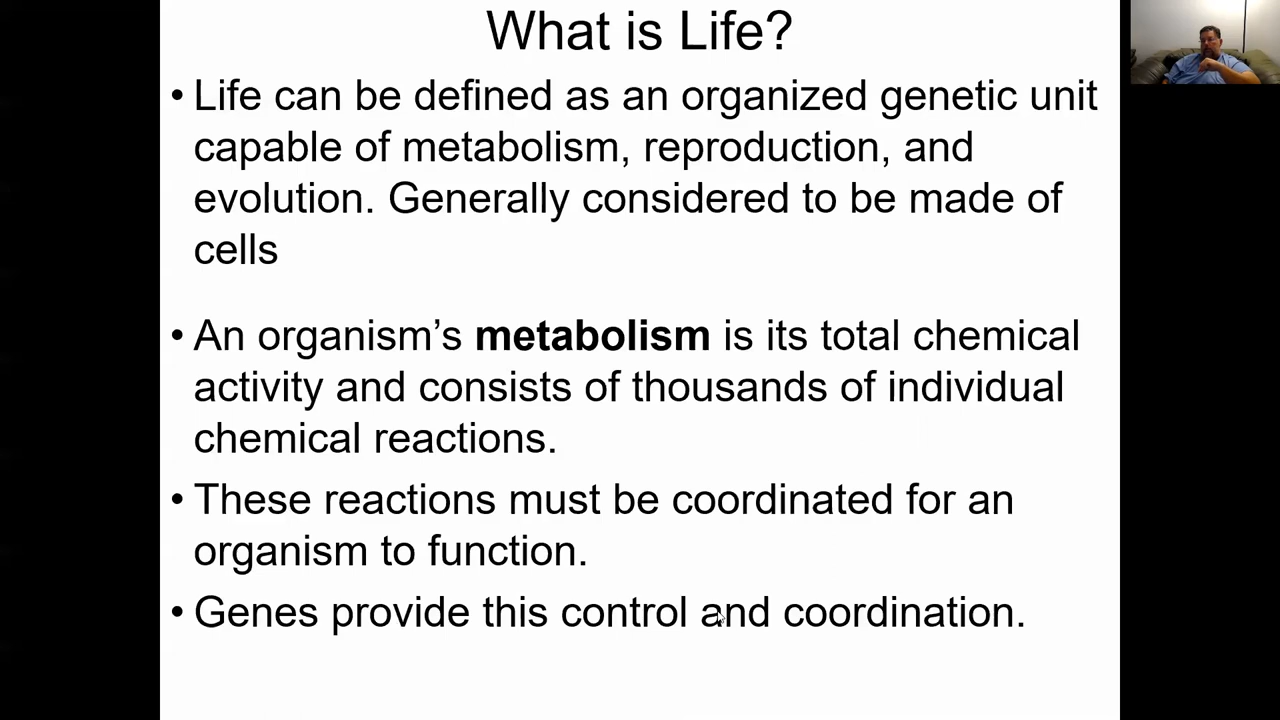 What is Life?
• Life can be defined as an organized genetic unit
capable of metabolism, reproduction, and
evolution. Generally considered to be made of
cells
• An organism’s metabolism is its total chemical
activity and consists of thousands of individual
chemical reactions.
• These reactions must be coordinated for an
organism to function.
• Genes provide this control and coordination.